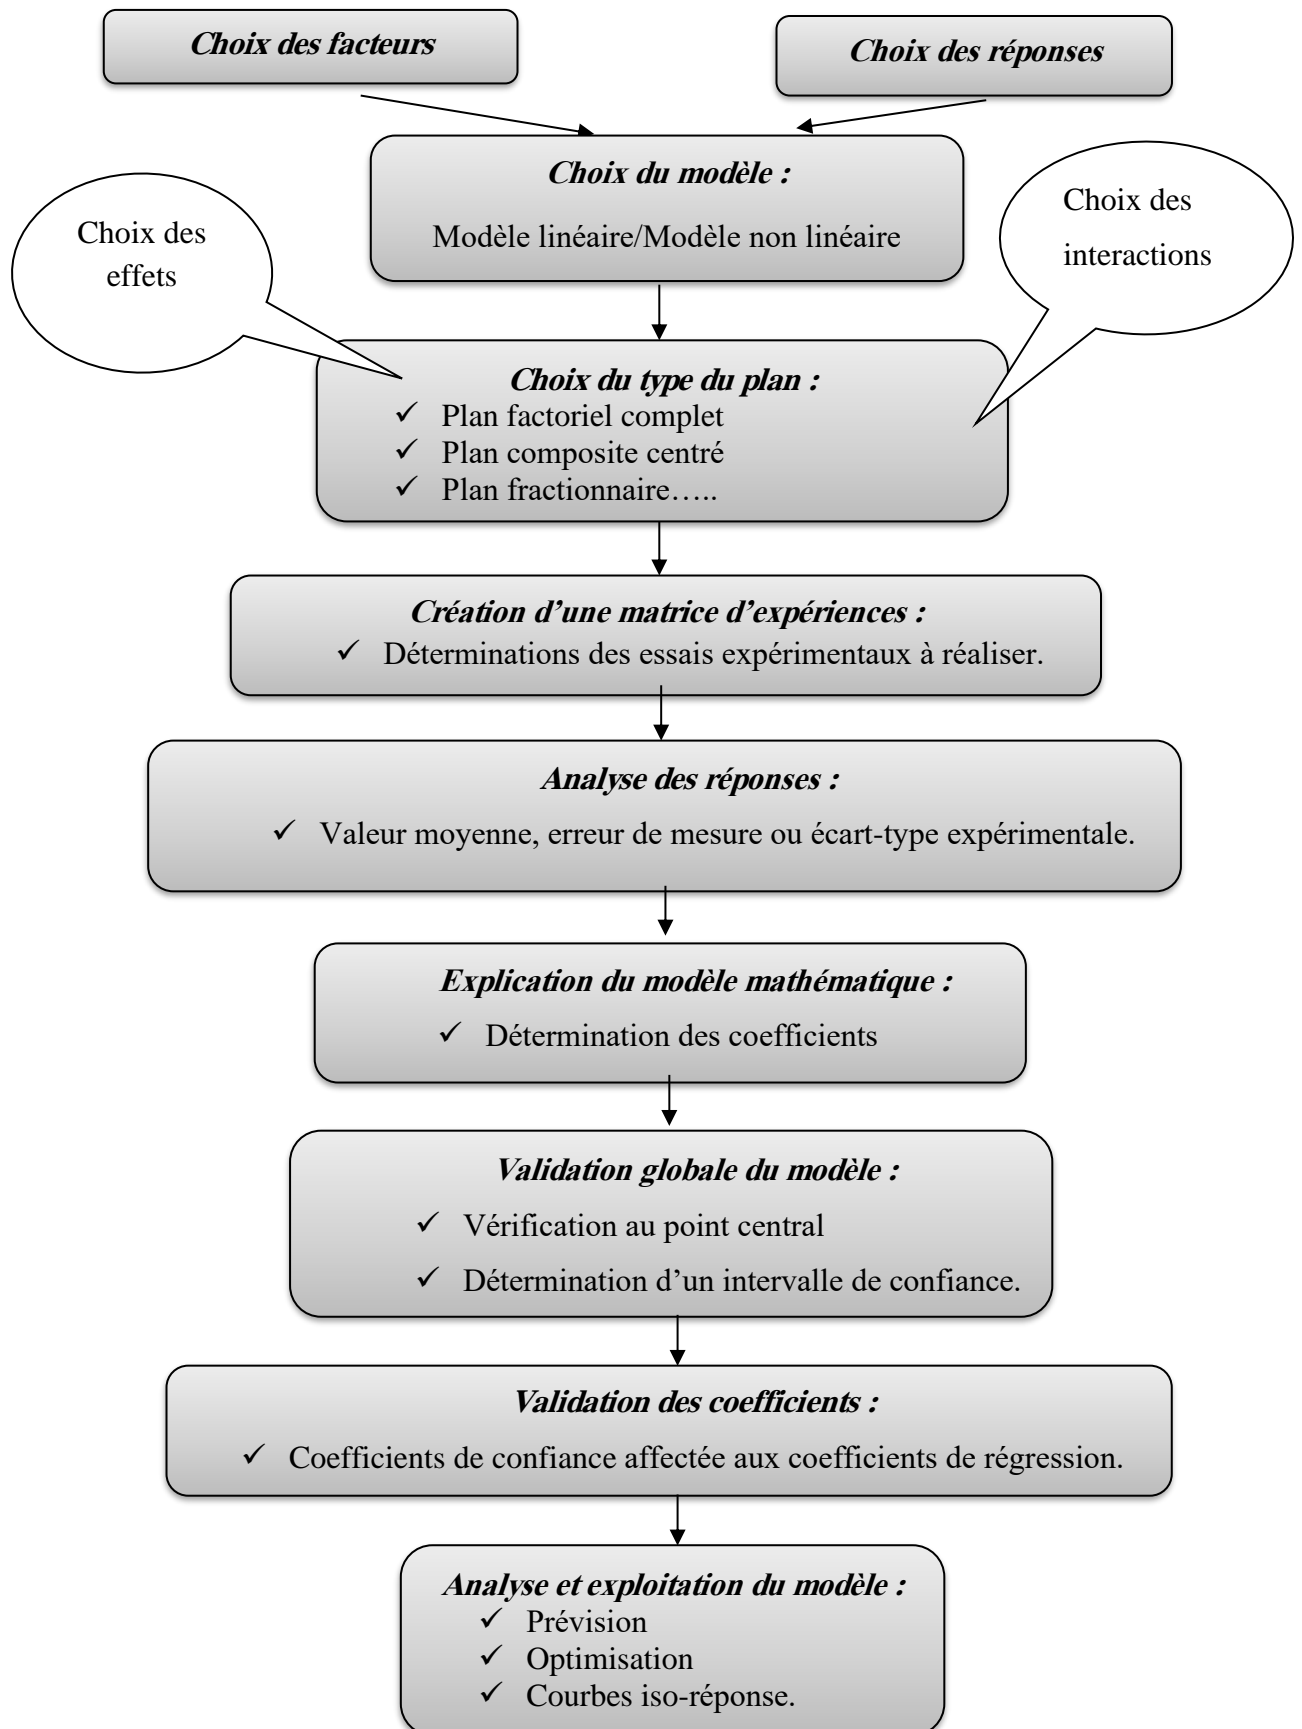 Choix des facteurs
Choix des réponses
Choix du modèle :
Modèle linéaire/Modèle non linéaire
Choix des
effets
Choix des
interactions
Choix du type du plan :
✓ Plan factoriel complet
✓ Plan composite centré
✓ Plan fractionnaire…..
Création d’une matrice d’expériences :
✓ Déterminations des essais expérimentaux à réaliser.
Analyse des réponses :
✓ Valeur moyenne, erreur de mesure ou écart-type expérimentale.
Explication du modèle mathématique :
✓ Détermination des coefficients
Validation globale du modèle :
✓ Vérification au point central
✓ Détermination d’un intervalle de confiance.
Validation des coefficients :
✓ Coefficients de confiance affectée aux coefficients de régression.
Analyse et exploitation du modèle :
✓ Prévision
✓ Optimisation
✓ Courbes iso-réponse.